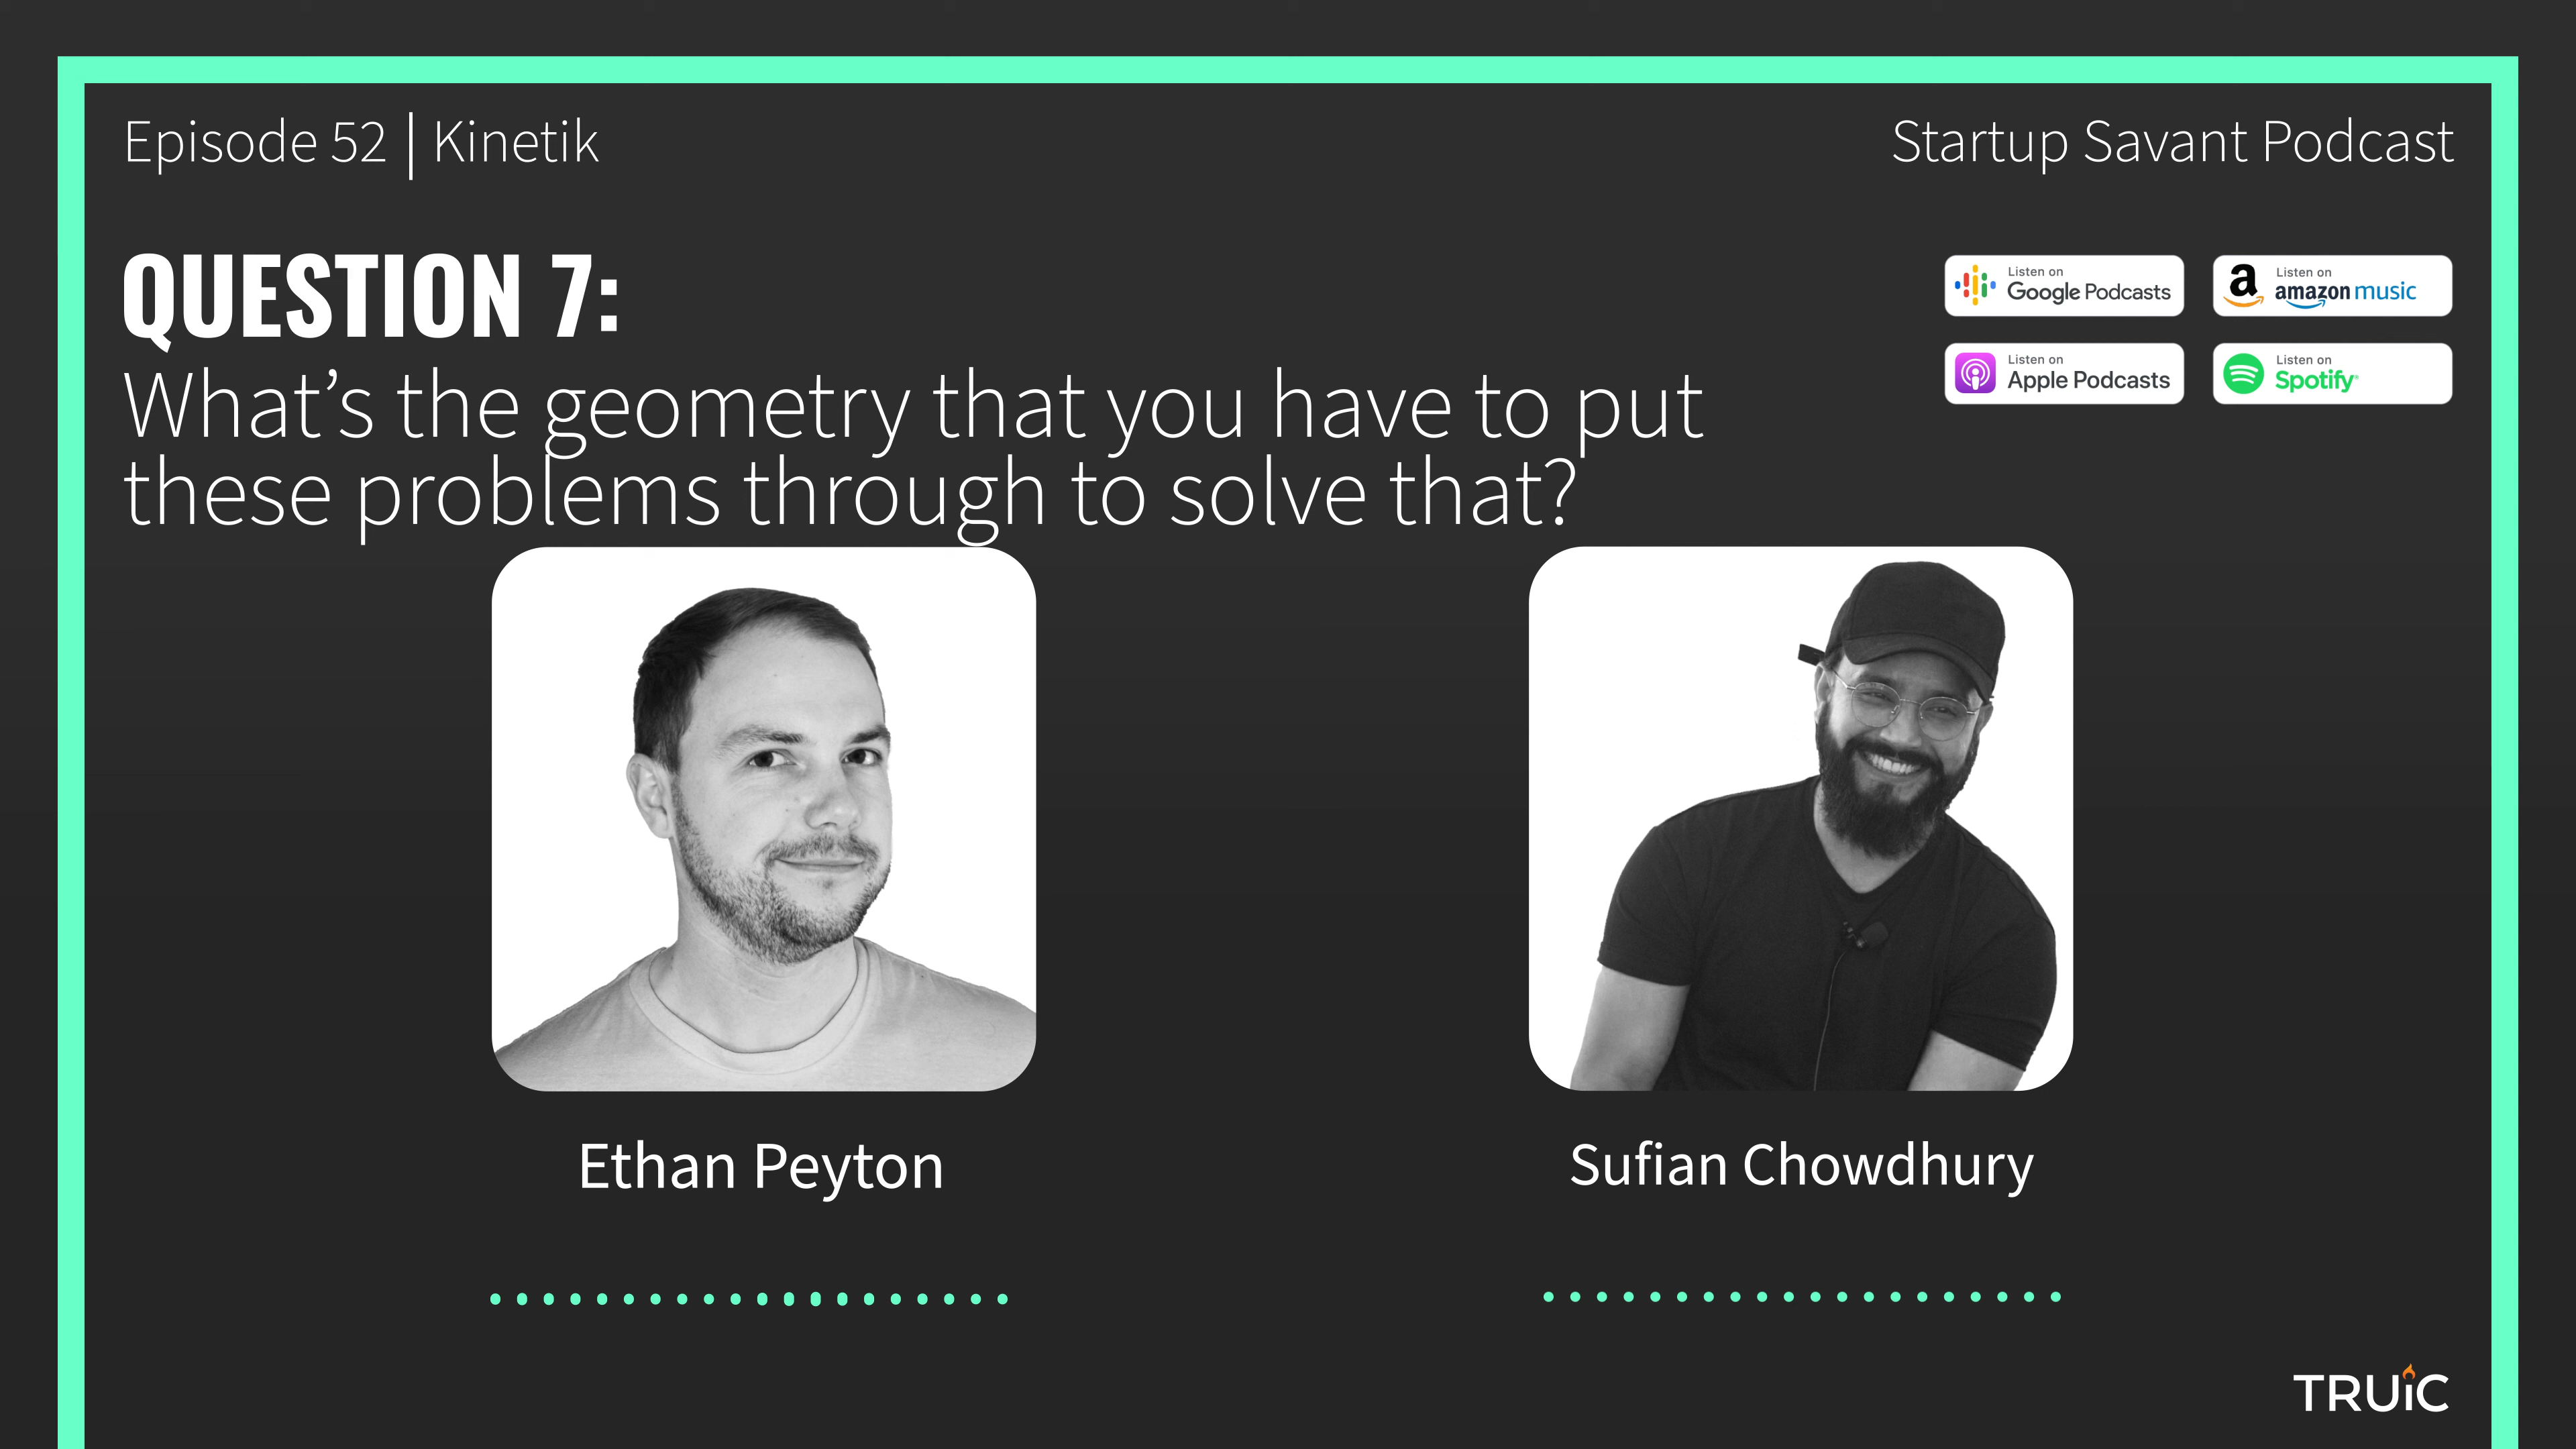 Episode 52 | Kinetik
Startup Savant Podcast
QUESTION 7:
What’s the geometry that you have to put
these problems through to solve that?
Listen on
Google Podcasts
a
Listen on
amazon music
Listen on
Apple Podcasts
Listen on
Spotify
Ethan Peyton
Sufian Chowdhury
TRUiC